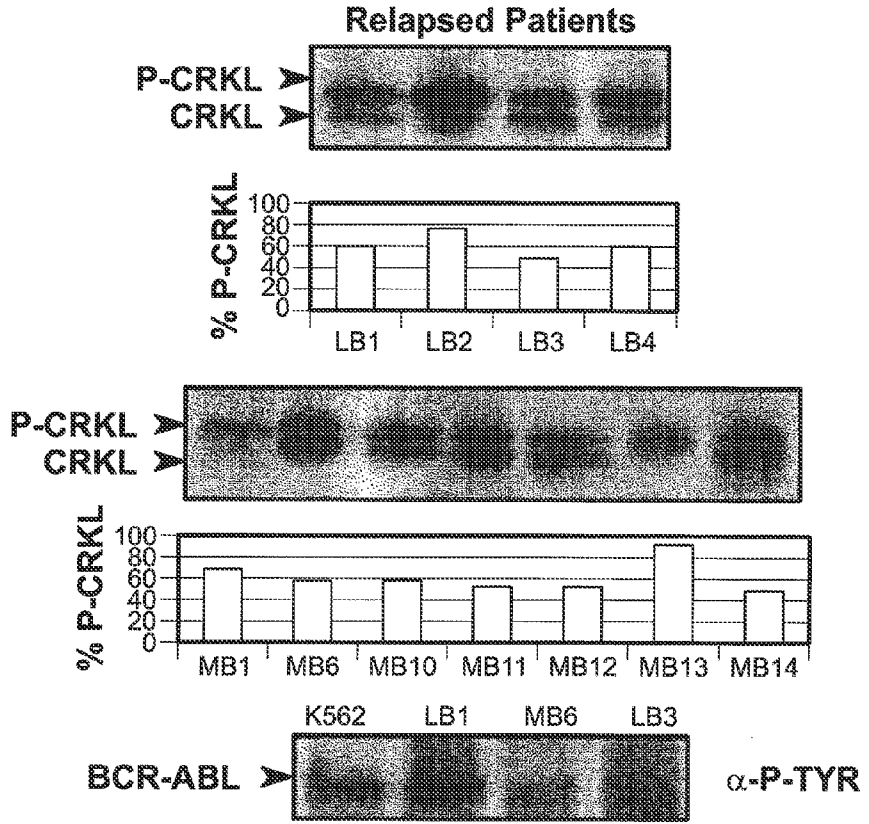 Relapsed Patients
P-CRKL
CRKL
% P-CRKL
100
80
60
40
20
0
LB1 LB2 LB3 LB4
P-CRKL
CRKL
% P-CRKL
100
80
60
40
20
0
MB1 MB6 MB10 MB11 MB12 MB13 MB14
K562 LB1 MB6 LB3
BCR-ABL α-P-TYR